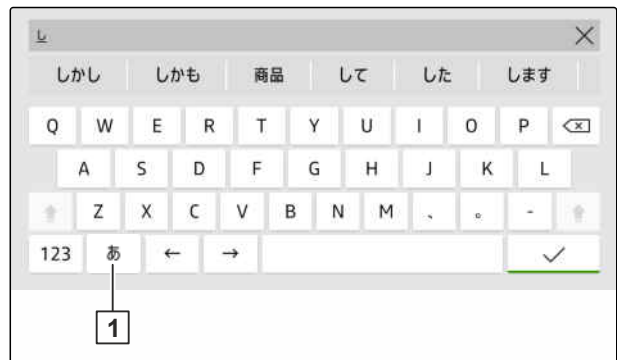 し
しかし しかも 商品 して した します
Q W E R T Y U I O P
A S D F G H J K L
Z X C V B N M 、 。 -
123 あ ← →
1